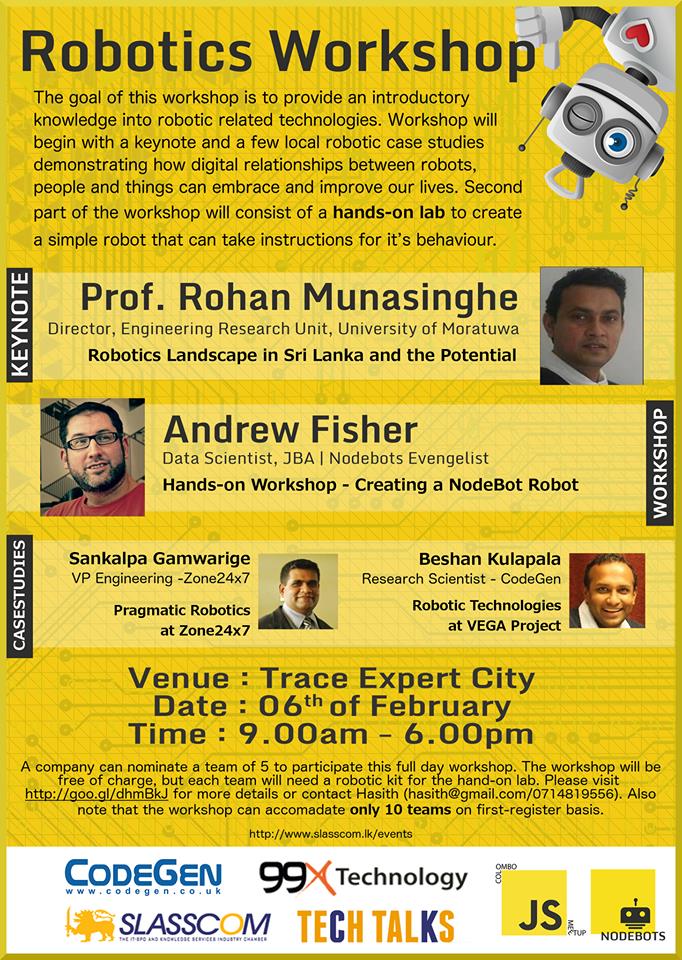 Robotics Workshop
The goal of this workshop is to provide an introductory
knowledge into robotic related technologies. Workshop will
begin with a keynote and a few local robotic case studies
demonstrating how digital relationships between robots,
people and things can embrace and improve our lives. Second
part of the workshop will consist of a hands-on lab to create
a simple robot that can take instructions for it's behaviour.
KEYNOTE
Prof. Rohan Munasinghe
Director, Engineering Research Unit, University of Moratuwa
Robotics Landscape in Sri Lanka and the Potential
WORKSHOP
Andrew Fisher
Data Scientist, JBA | Nodebots Evengelist
Hands-on Workshop - Creating a NodeBot Robot
CASESTUDIES
Sankalpa Gamwarige
VP Engineering -Zone24x7
Pragmatic Robotics
at Zone24x7
Beshan Kulapala
Research Scientist - CodeGen
Robotic Technologies
at VEGA Project
Venue : Trace Expert City
Date : 06th of February
Time : 9.00am - 6.00pm
A company can nominate a team of 5 to participate this full day workshop. The workshop will be
free of charge, but each team will need a robotic kit for the hand-on lab. Please visit
http://goo.gl/dhmBkJ for more details or contact Hasith (hasith@gmail.com/0714819556). Also
note that the workshop can accomadate only 10 teams on first-register basis.
http://www.slasscom.lk/events
CODEGEN
www.codegen.co.uk
99X Technology
SLASSCOM
THE IT-BPO AND KNOWLEDGE SERVICES INDUSTRY CHAMBER
TECH TALKS
COLOMBO
JS
MEETUP
NODEBOTS